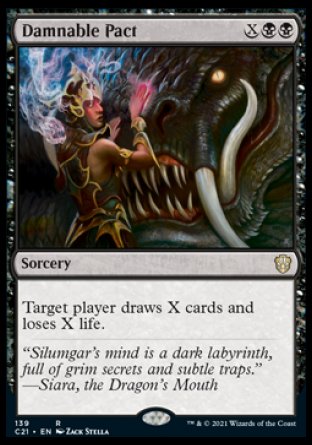 Damnable Pact XBB
Sorcery
Target player draws X cards and
loses X life.
“Silumgar's mind is a dark labyrinth,
full of grim secrets and subtle traps.”
—Siara, the Dragon's Mouth
139 R
C21 • EN ZACK STELLA
™ & © 2021 Wizards of the Coast